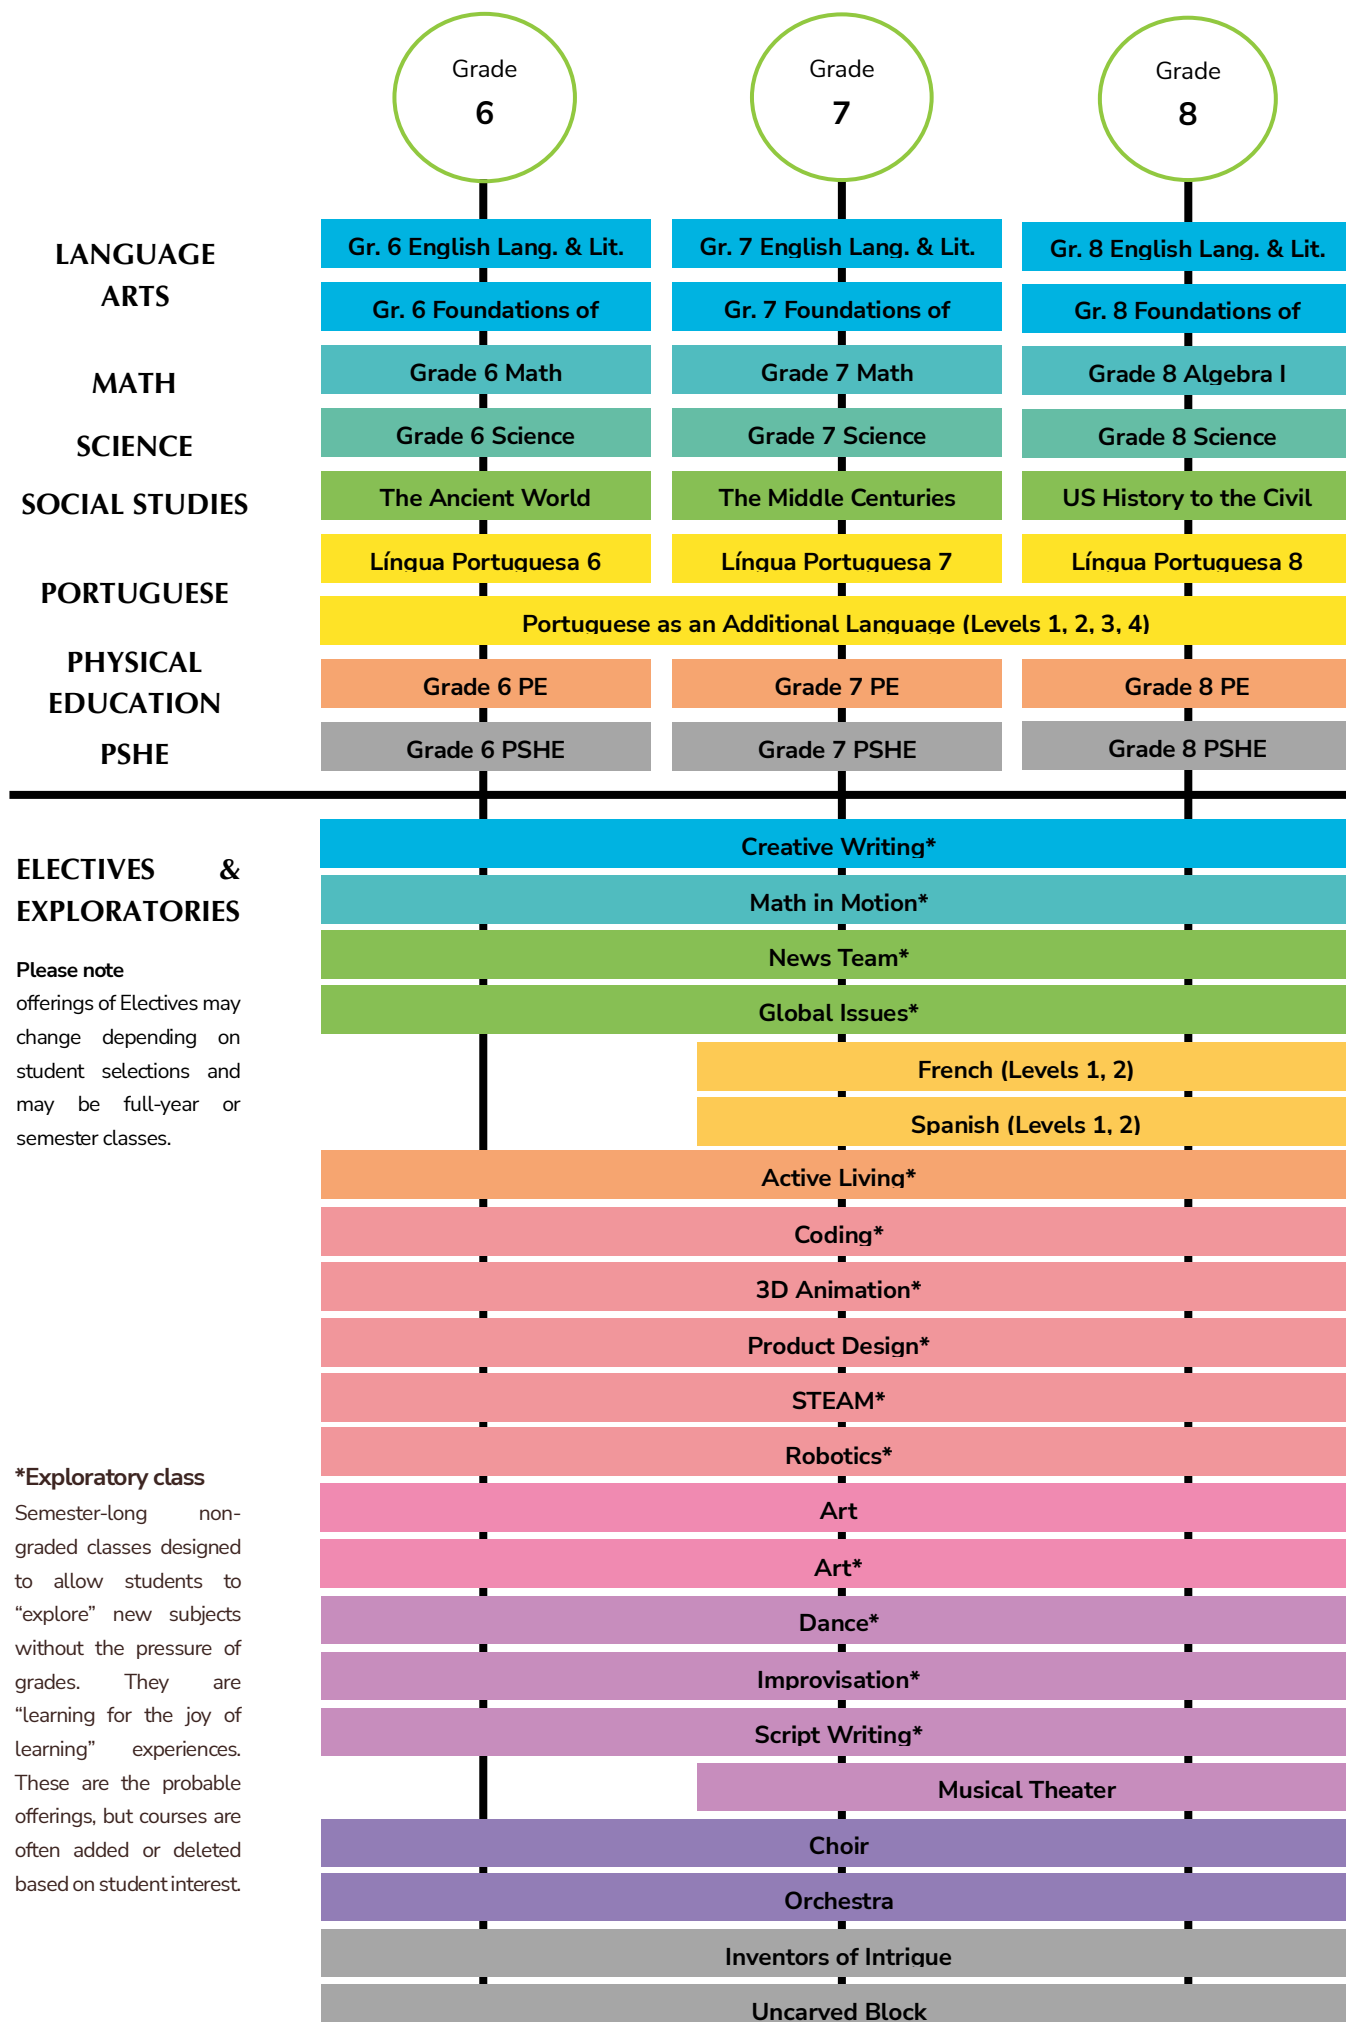 Grade
6
Grade
7
Grade
8
LANGUAGE
ARTS
Gr. 6 English Lang. & Lit.
Gr. 7 English Lang. & Lit.
Gr. 8 English Lang. & Lit.
Gr. 6 Foundations of
Gr. 7 Foundations of
Gr. 8 Foundations of
MATH
Grade 6 Math
Grade 7 Math
Grade 8 Algebra I
SCIENCE
Grade 6 Science
Grade 7 Science
Grade 8 Science
SOCIAL STUDIES
The Ancient World
The Middle Centuries
US History to the Civil
PORTUGUESE
Língua Portuguesa 6
Língua Portuguesa 7
Língua Portuguesa 8
Portuguese as an Additional Language (Levels 1, 2, 3, 4)
PHYSICAL
EDUCATION
Grade 6 PE
Grade 7 PE
Grade 8 PE
PSHE
Grade 6 PSHE
Grade 7 PSHE
Grade 8 PSHE
ELECTIVES &
EXPLORATORIES
Please note
offerings of Electives may
change depending on
student selections and
may be full-year or
semester classes.
Creative Writing*
Math in Motion*
News Team*
Global Issues*
French (Levels 1, 2)
Spanish (Levels 1, 2)
Active Living*
Coding*
3D Animation*
Product Design*
STEAM*
Robotics*
Art
Art*
Dance*
Improvisation*
Script Writing*
Musical Theater
Choir
Orchestra
Inventors of Intrigue
Uncarved Block
*Exploratory class
Semester-long non-
graded classes designed
to allow students to
“explore” new subjects
without the pressure of
grades. They are
“learning for the joy of
learning” experiences.
These are the probable
offerings, but courses are
often added or deleted
based on student interest.